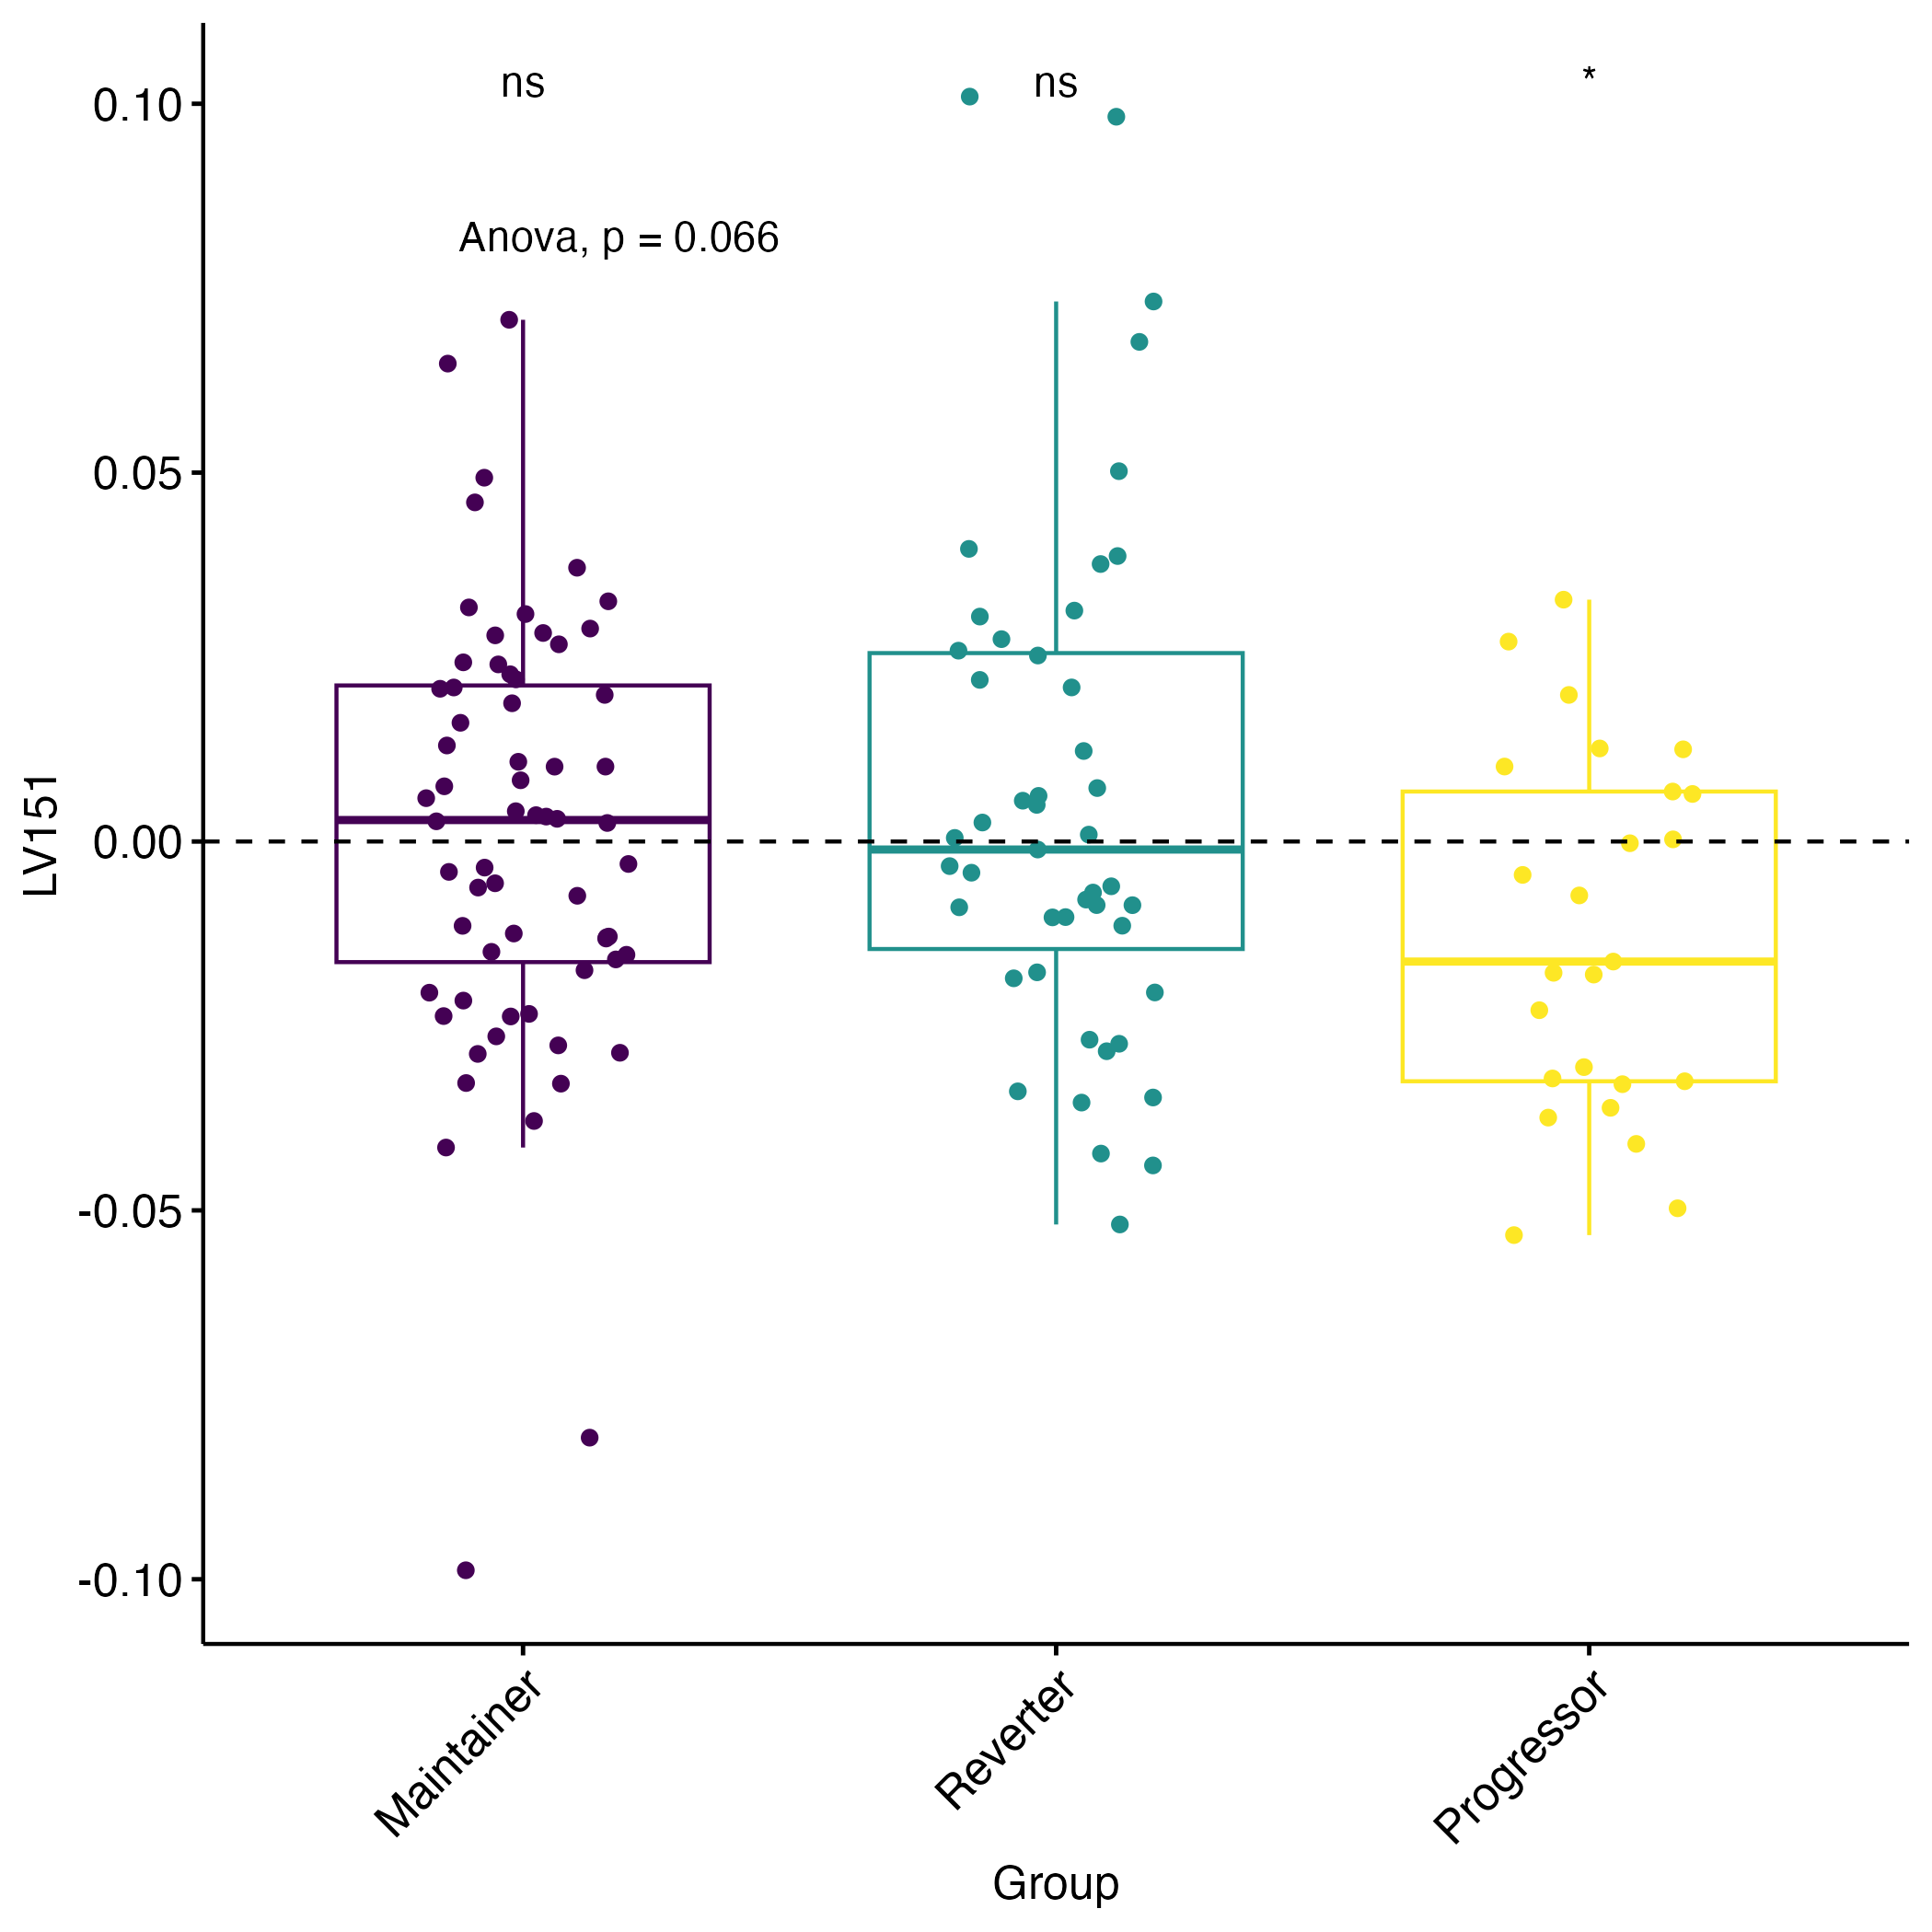 ns
ns
*
Anova, p = 0.066
0.10
0.05
0.00
-0.05
-0.10
LV151
Maintainer
Reverter
Progressor
Group